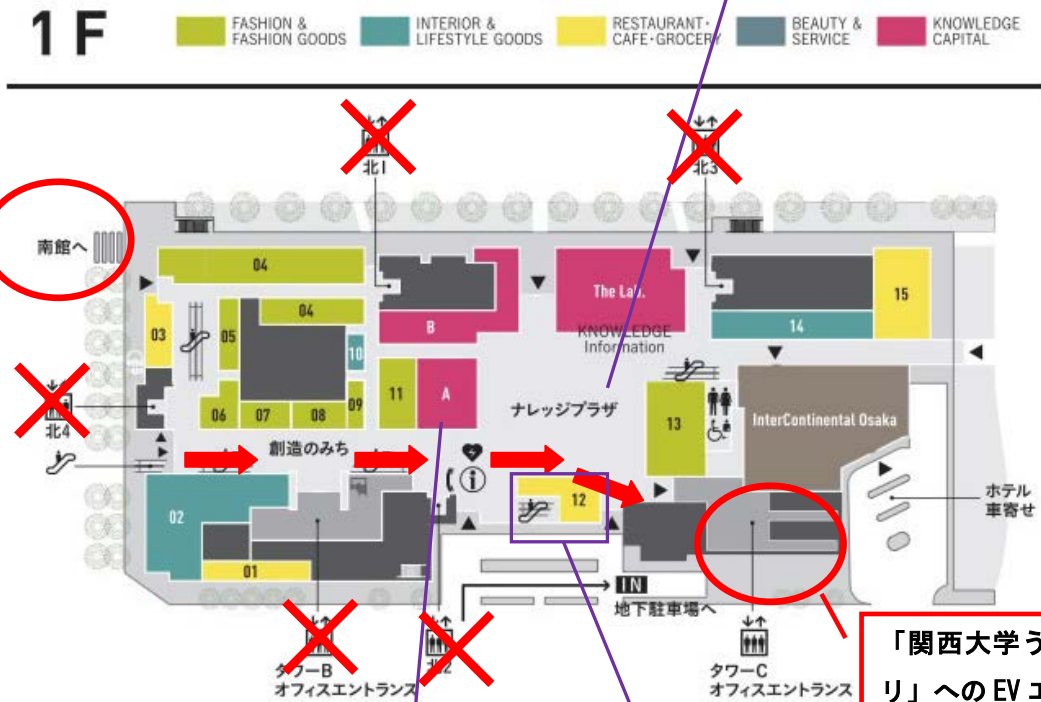 1F
FASHION &
FASHION GOODS
INTERIOR &
LIFESTYLE GOODS
RESTAURANT・
CAFE・GROCERY
BEAUTY &
SERVICE
KNOWLEDGE
CAPITAL
北1
北3
南館へ
04
The Lab.
15
03
05
04
B
KNOWLEDGE
Information
14
10
06
07
08
09
11
A
ナレッジプラザ
13
InterContinental Osaka
北4
創造のみち
02
12
ホテル
車寄せ
01
IN
地下駐車場へ
タワーB
オフィスエントランス
北2
タワーC
オフィスエントランス
「関西大学う
リ」への EV エ